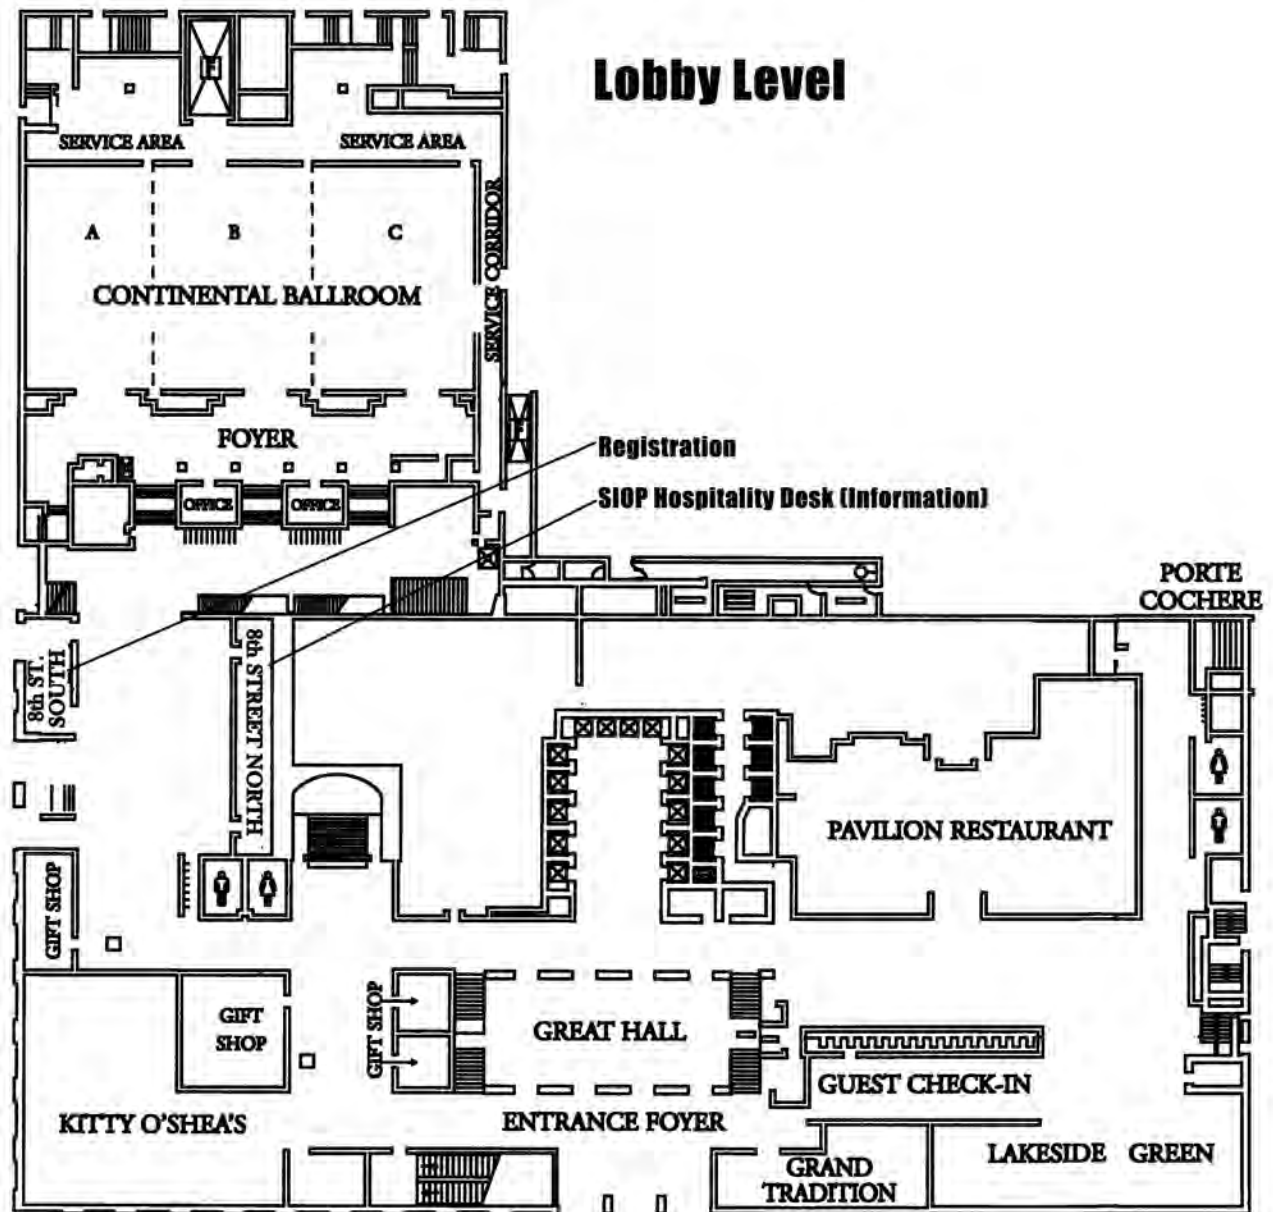 Lobby Level
F
SERVICE AREA
SERVICE AREA
A
B
C
SERVICE CORRIDOR
CONTINENTAL BALLROOM
F
FOYER
Registration
OFFICE
OFFICE
SIOP Hospitality Desk (Information)
PORTE
COCHERE
8th ST.
SOUTH
8th STREET NORTH
PAVILION RESTAURANT
GIFT SHOP
GIFT
SHOP
GIFT SHOP
GREAT HALL
GUEST CHECK-IN
KITTY O'SHEA'S
ENTRANCE FOYER
GRAND
TRADITION
LAKESIDE GREEN